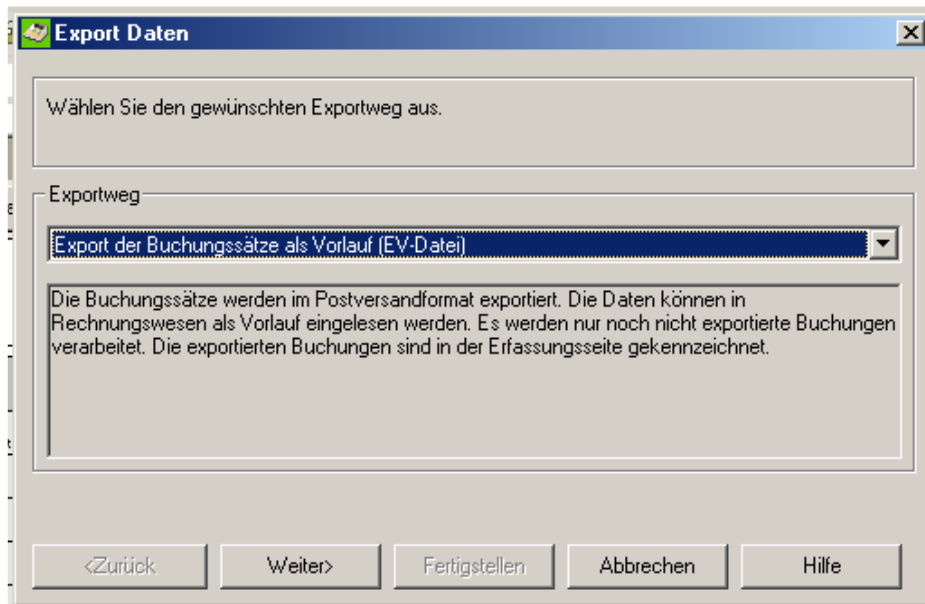 Export Daten
Wählen Sie den gewünschten Exportweg aus.
Exportweg
Export der Buchungssätze als Vorlauf (EV-Datei)
Die Buchungssätze werden im Postversandformat exportiert. Die Daten können in
Rechnungswesen als Vorlauf eingelesen werden. Es werden nur noch nicht exportierte Buchungen
verarbeitet. Die exportierten Buchungen sind in der Erfassungsseite gekennzeichnet.
<Zurück Weiter> Fertigstellen Abbrechen Hilfe